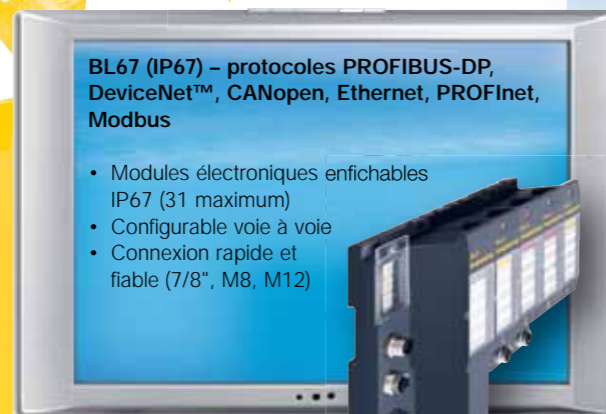 BL67 (IP67) – protocoles PROFIBUS-DP,
DeviceNet™, CANopen, Ethernet, PROFInet,
Modbus
• Modules électroniques enfichables
IP67 (31 maximum)
• Configurable voie à voie
• Connexion rapide et
fiable (7/8", M8, M12)